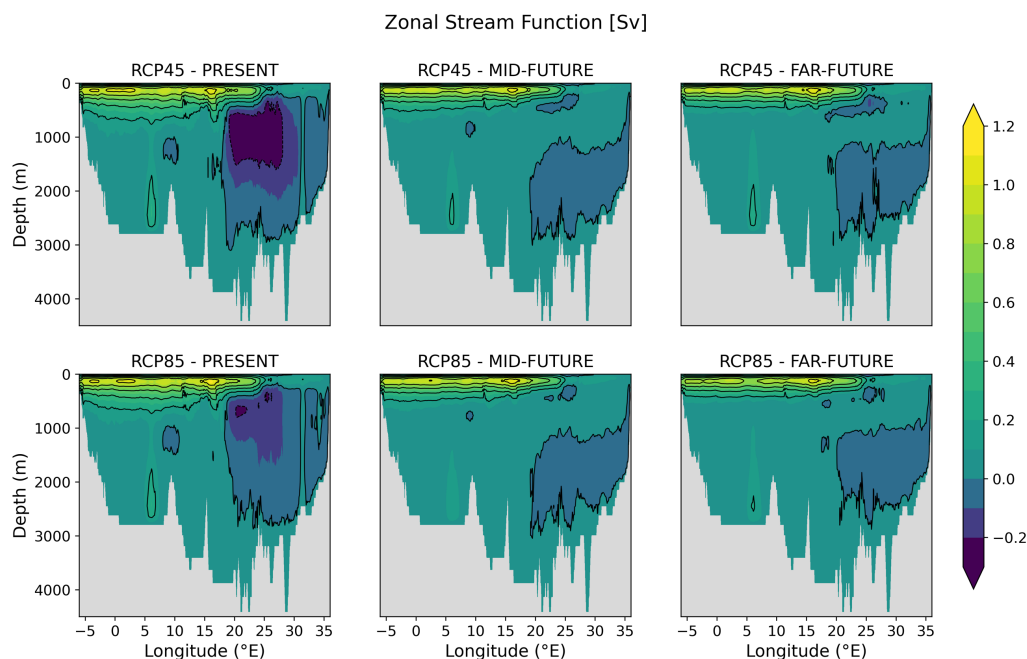 Zonal Stream Function [Sv]
RCP45 - PRESENT
RCP45 - MID-FUTURE
RCP45 - FAR-FUTURE
0
1000
2000
3000
4000
Depth (m)
RCP85 - PRESENT
RCP85 - MID-FUTURE
RCP85 - FAR-FUTURE
0
1000
2000
3000
4000
Depth (m)
−5 0 5 10 15 20 25 30 35
−5 0 5 10 15 20 25 30 35
−5 0 5 10 15 20 25 30 35
Longitude (°E)
Longitude (°E)
Longitude (°E)
1.2
1.0
0.8
0.6
0.4
0.2
0.0
−0.2